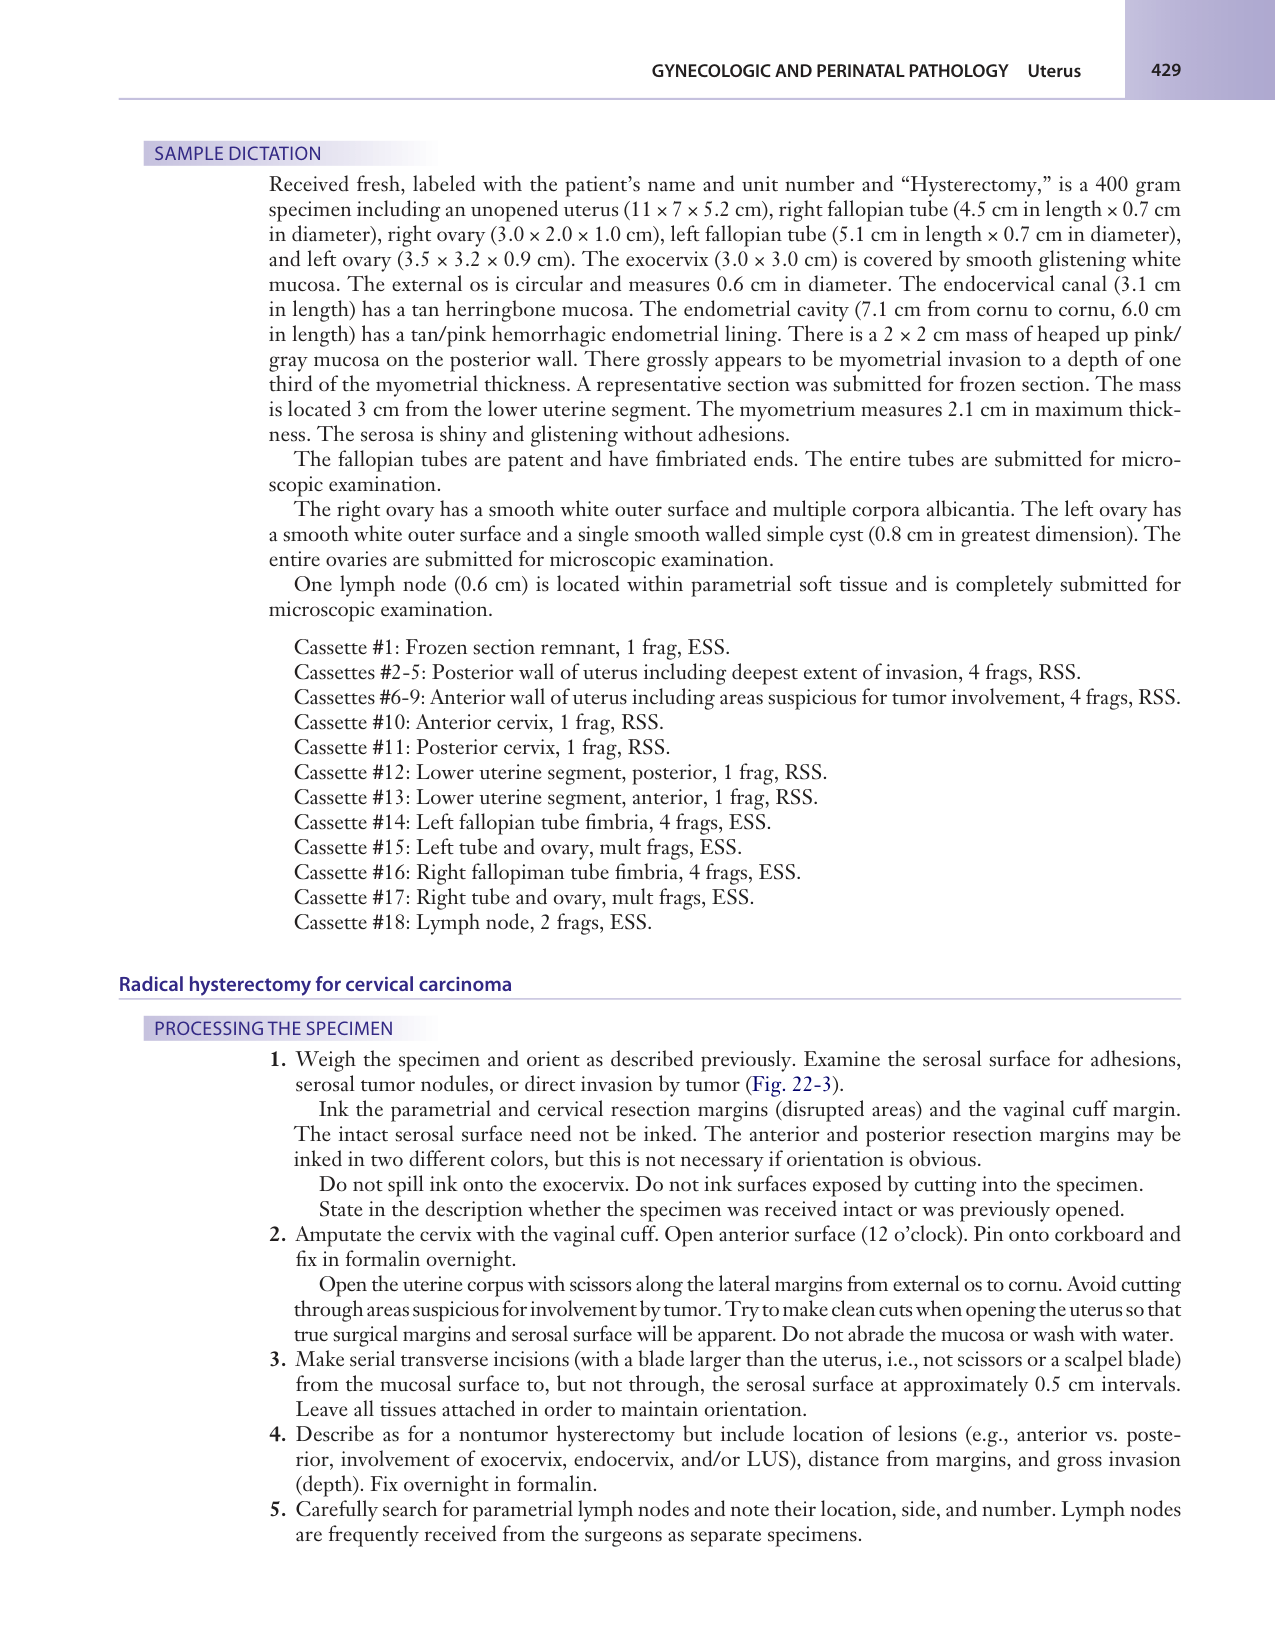 GYNECOLOGIC AND PERINATAL PATHOLOGY Uterus 429
SAMPLE DICTATION
Received fresh, labeled with the patient’s name and unit number and “Hysterectomy,” is a 400 gram
specimen including an unopened uterus (11 × 7 × 5.2 cm), right fallopian tube (4.5 cm in length × 0.7 cm
in diameter), right ovary (3.0 × 2.0 × 1.0 cm), left fallopian tube (5.1 cm in length × 0.7 cm in diameter),
and left ovary (3.5 × 3.2 × 0.9 cm). The exocervix (3.0 × 3.0 cm) is covered by smooth glistening white
mucosa. The external os is circular and measures 0.6 cm in diameter. The endocervical canal (3.1 cm
in length) has a tan herringbone mucosa. The endometrial cavity (7.1 cm from cornu to cornu, 6.0 cm
in length) has a tan/pink hemorrhagic endometrial lining. There is a 2 × 2 cm mass of heaped up pink/
gray mucosa on the posterior wall. There grossly appears to be myometrial invasion to a depth of one
third of the myometrial thickness. A representative section was submitted for frozen section. The mass
is located 3 cm from the lower uterine segment. The myometrium measures 2.1 cm in maximum thick-
ness. The serosa is shiny and glistening without adhesions.
The fallopian tubes are patent and have fimbriated ends. The entire tubes are submitted for micro-
scopic examination.
The right ovary has a smooth white outer surface and multiple corpora albicantia. The left ovary has
a smooth white outer surface and a single smooth walled simple cyst (0.8 cm in greatest dimension). The
entire ovaries are submitted for microscopic examination.
One lymph node (0.6 cm) is located within parametrial soft tissue and is completely submitted for
microscopic examination.
Cassette #1: Frozen section remnant, 1 frag, ESS.
Cassettes #2-5: Posterior wall of uterus including deepest extent of invasion, 4 frags, RSS.
Cassettes #6-9: Anterior wall of uterus including areas suspicious for tumor involvement, 4 frags, RSS.
Cassette #10: Anterior cervix, 1 frag, RSS.
Cassette #11: Posterior cervix, 1 frag, RSS.
Cassette #12: Lower uterine segment, posterior, 1 frag, RSS.
Cassette #13: Lower uterine segment, anterior, 1 frag, RSS.
Cassette #14: Left fallopian tube fimbria, 4 frags, ESS.
Cassette #15: Left tube and ovary, mult frags, ESS.
Cassette #16: Right fallopiman tube fimbria, 4 frags, ESS.
Cassette #17: Right tube and ovary, mult frags, ESS.
Cassette #18: Lymph node, 2 frags, ESS.
Radical hysterectomy for cervical carcinoma
PROCESSING THE SPECIMEN
1. Weigh the specimen and orient as described previously. Examine the serosal surface for adhesions,
serosal tumor nodules, or direct invasion by tumor (Fig. 22-3).
Ink the parametrial and cervical resection margins (disrupted areas) and the vaginal cuff margin.
The intact serosal surface need not be inked. The anterior and posterior resection margins may be
inked in two different colors, but this is not necessary if orientation is obvious.
Do not spill ink onto the exocervix. Do not ink surfaces exposed by cutting into the specimen.
State in the description whether the specimen was received intact or was previously opened.
2. Amputate the cervix with the vaginal cuff. Open anterior surface (12 o’clock). Pin onto corkboard and
fix in formalin overnight.
Open the uterine corpus with scissors along the lateral margins from external os to cornu. Avoid cutting
through areas suspicious for involvement by tumor. Try to make clean cuts when opening the uterus so that
true surgical margins and serosal surface will be apparent. Do not abrade the mucosa or wash with water.
3. Make serial transverse incisions (with a blade larger than the uterus, i.e., not scissors or a scalpel blade)
from the mucosal surface to, but not through, the serosal surface at approximately 0.5 cm intervals.
Leave all tissues attached in order to maintain orientation.
4. Describe as for a nontumor hysterectomy but include location of lesions (e.g., anterior vs. poste-
rior, involvement of exocervix, endocervix, and/or LUS), distance from margins, and gross invasion
(depth). Fix overnight in formalin.
5. Carefully search for parametrial lymph nodes and note their location, side, and number. Lymph nodes
are frequently received from the surgeons as separate specimens.